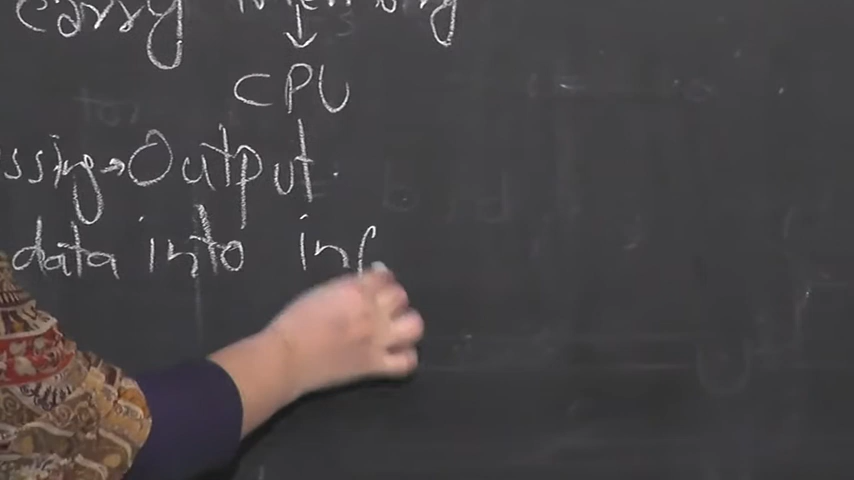 carry memory
↓
CPU
ssing → Output.
data into inf